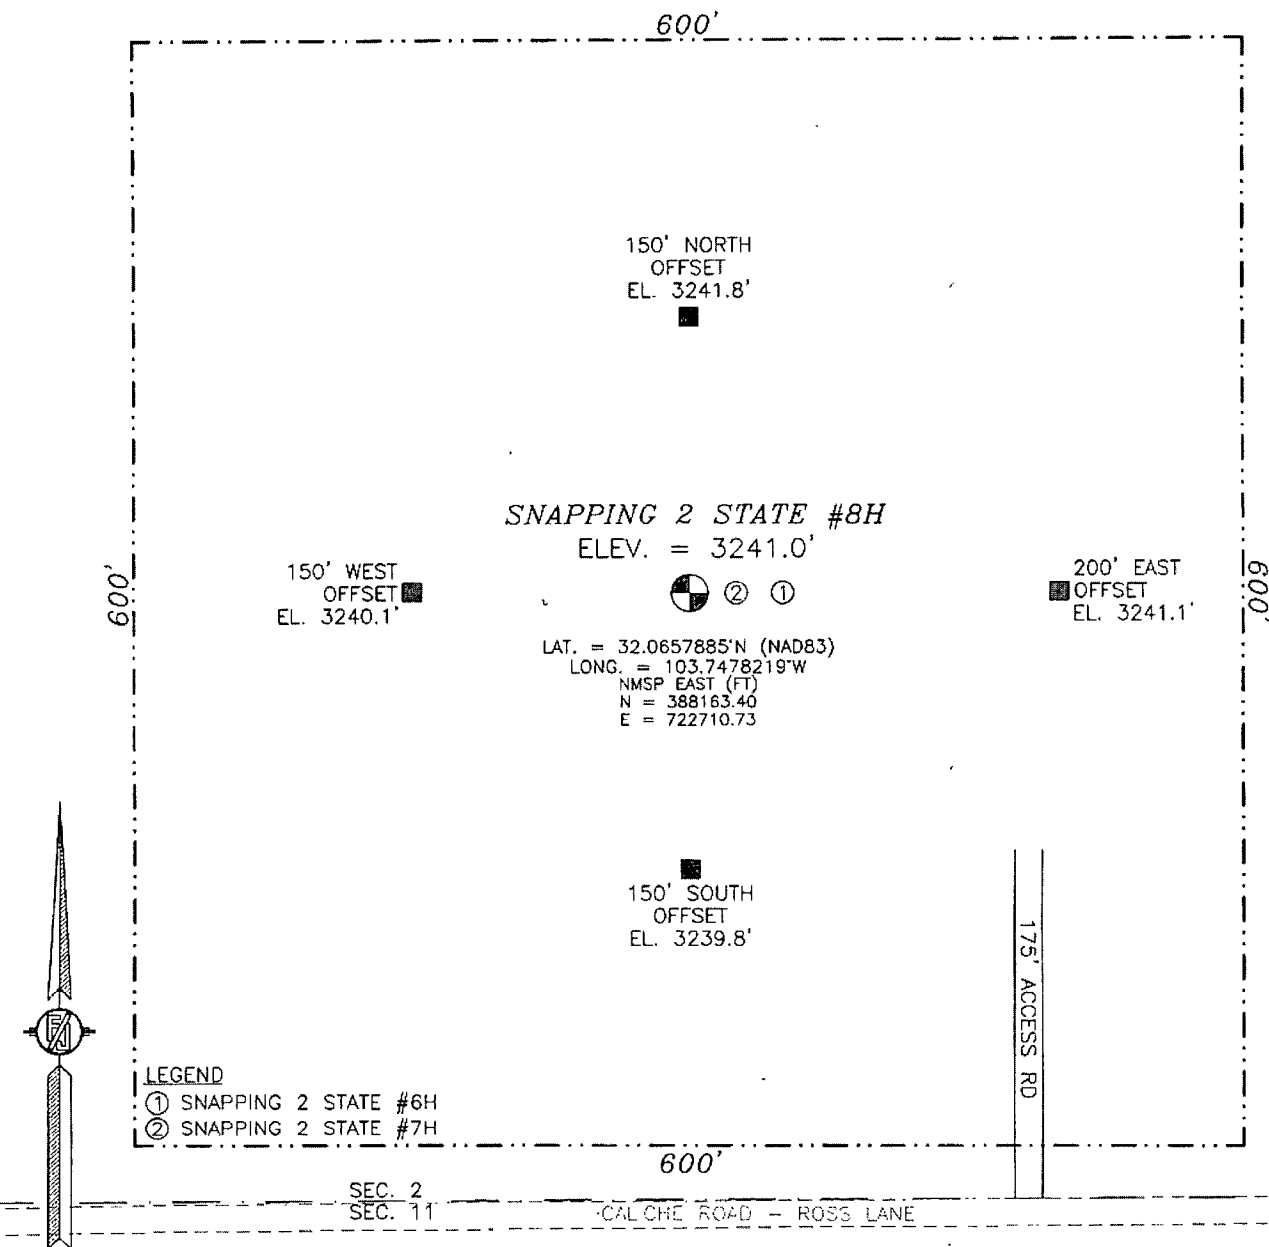 600'
150' NORTH
OFFSET
EL. 3241.8'
SNAPPING 2 STATE #8H
ELEV. = 3241.0'
150' WEST
OFFSET
EL. 3240.1'
② ①
200' EAST
OFFSET
EL. 3241.1'
600'
600'
LAT. = 32.0657885°N (NAD83)
LONG. = 103.7478219°W
NMSP EAST (FT)
N = 388163.40
E = 722710.73
150' SOUTH
OFFSET
EL. 3239.8'
175' ACCESS RD
LEGEND
① SNAPPING 2 STATE #6H
② SNAPPING 2 STATE #7H
600'
SEC. 2
SEC. 11
CALICHE ROAD - ROSS LANE